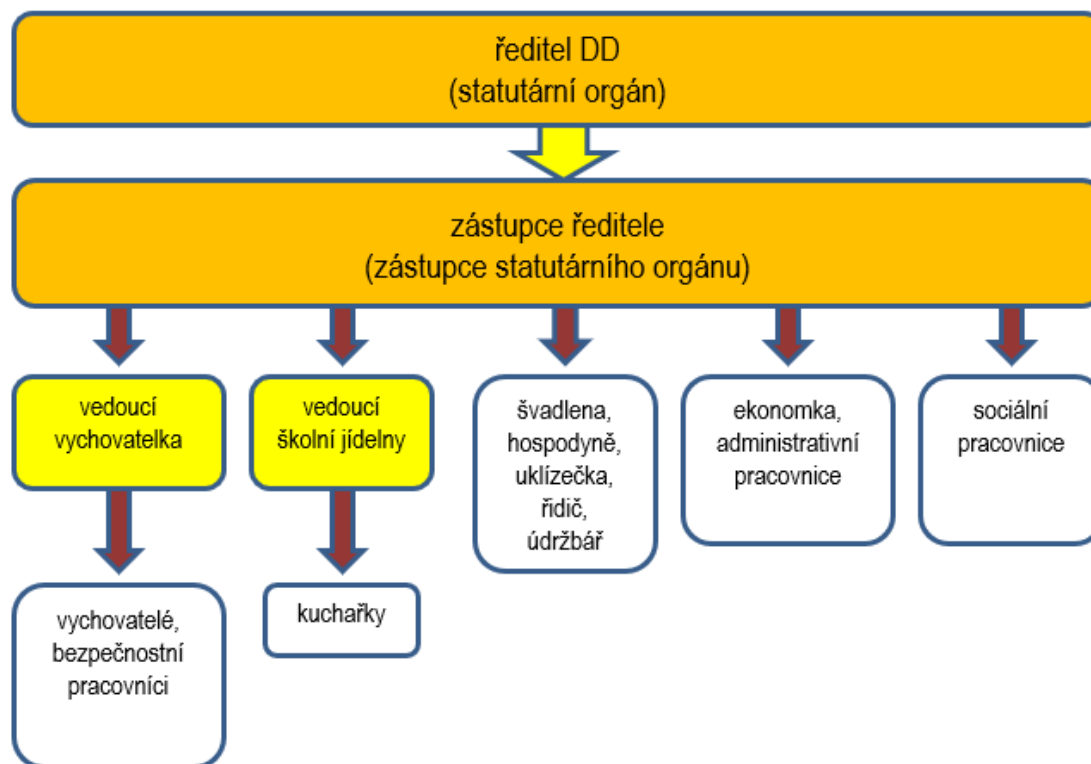 ředitel DD
(statutární orgán)
zástupce ředitele
(zástupce statutárního orgánu)
vedoucí
vychovatelka
vedoucí
školní jídelny
švadlena,
hospodyně,
uklízečka,
řidič,
údržbář
ekonomka,
administrativní
pracovnice
sociální
pracovnice
vychovatelé,
bezpečnostní
pracovníci
kuchařky